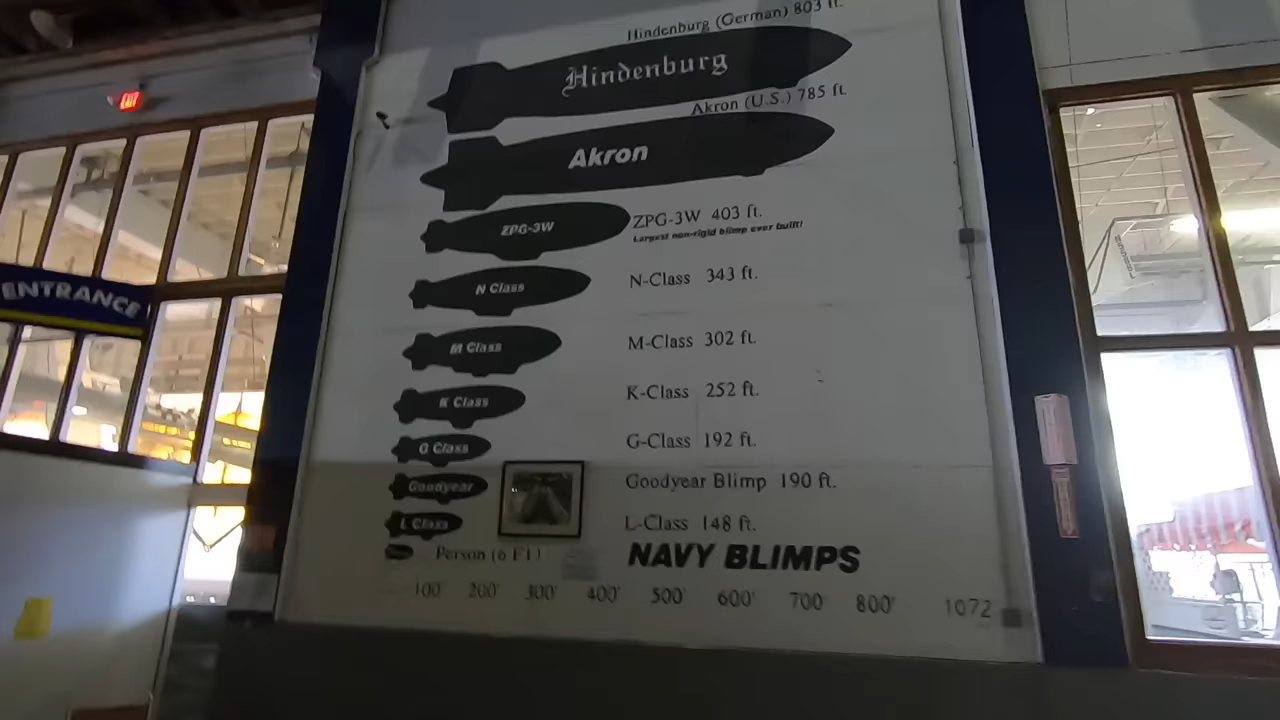 Hindenburg (German) 803 ft.
Hindenburg
EXIT
Akron (U.S.) 785 ft
Akron
ZPG-3W
ZPG-3W 403 ft.
Largest non-rigid blimp ever built!
N Class
N-Class 343 ft.
ENTRANCE
M Class
M-Class 302 ft.
K Class
K-Class 252 ft.
G Class
G-Class 192 ft.
Goodyear
Goodyear Blimp 190 ft.
L Class
L-Class 148 ft.
Person (6 FT)
NAVY BLIMPS
100' 200' 300' 400' 500' 600' 700' 800' 1072